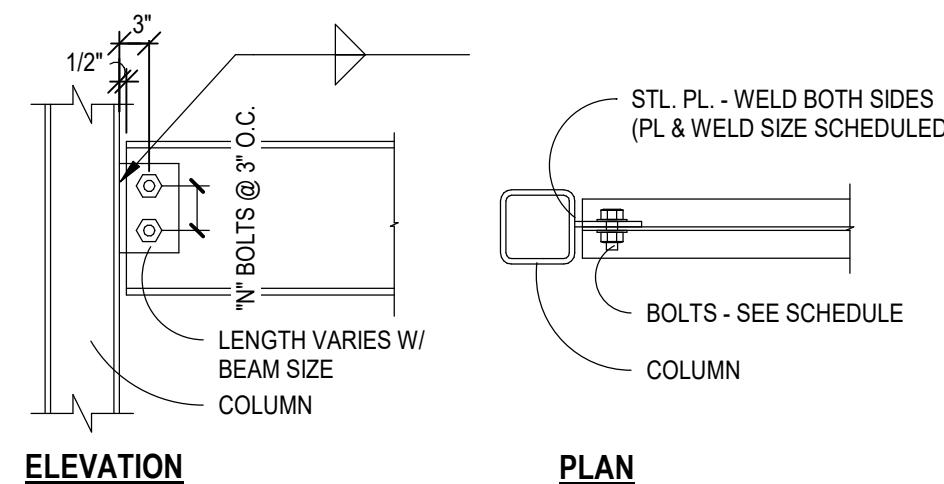 3"
1/2"
"N" BOLTS @ 3" O.C.
LENGTH VARIES W/
BEAM SIZE
COLUMN
ELEVATION
STL. PL. - WELD BOTH SIDES
(PL & WELD SIZE SCHEDULED
BOLTS - SEE SCHEDULE
COLUMN
PLAN